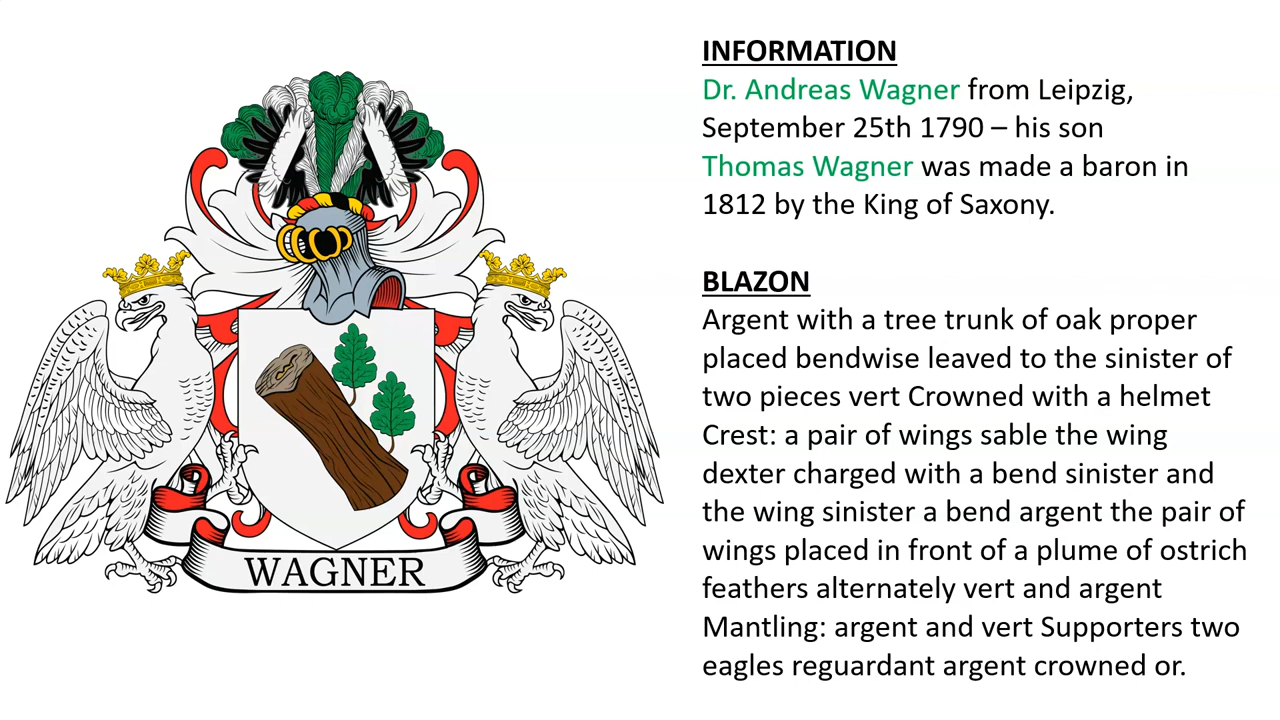 WAGNER
INFORMATION
Dr. Andreas Wagner from Leipzig,
September 25th 1790 – his son
Thomas Wagner was made a baron in
1812 by the King of Saxony.
BLAZON
Argent with a tree trunk of oak proper
placed bendwise leaved to the sinister of
two pieces vert Crowned with a helmet
Crest: a pair of wings sable the wing
dexter charged with a bend sinister and
the wing sinister a bend argent the pair of
wings placed in front of a plume of ostrich
feathers alternately vert and argent
Mantling: argent and vert Supporters two
eagles reguardant argent crowned or.